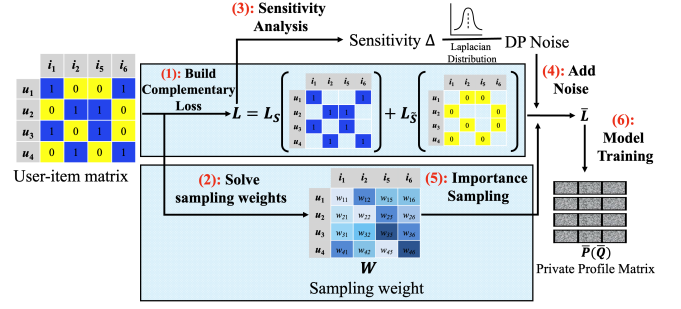 (3): Sensitivity
Analysis
Sensitivity Δ
Laplacian
Distribution
DP Noise
(4): Add
Noise
i₁ i₂ i₅ i₆
u₁ 1 0 0 1
u₂ 0 1 1 0
u₃ 1 0 1 0
u₄ 0 1 0 1
User-item matrix
(1): Build
Complementary
Loss
L = L_S
i₁ i₂ i₅ i₆
u₁ 1 1
u₂ 1 1
u₃ 1 1
u₄ 1 1
+ L_S̃
i₁ i₂ i₅ i₆
u₁ 0 0
u₂ 0 0
u₃ 0 0
u₄ 0 0
L̄
(6):
Model
Training
P̄(Q̄)
Private Profile Matrix
(2): Solve
sampling weights
i₁ i₂ i₅ i₆
u₁ w₁₁ w₁₂ w₁₅ w₁₆
u₂ w₂₁ w₂₂ w₂₅ w₂₆
u₃ w₃₁ w₃₂ w₃₅ w₃₆
u₄ w₄₁ w₄₂ w₄₅ w₄₆
W
Sampling weight
(5): Importance
Sampling